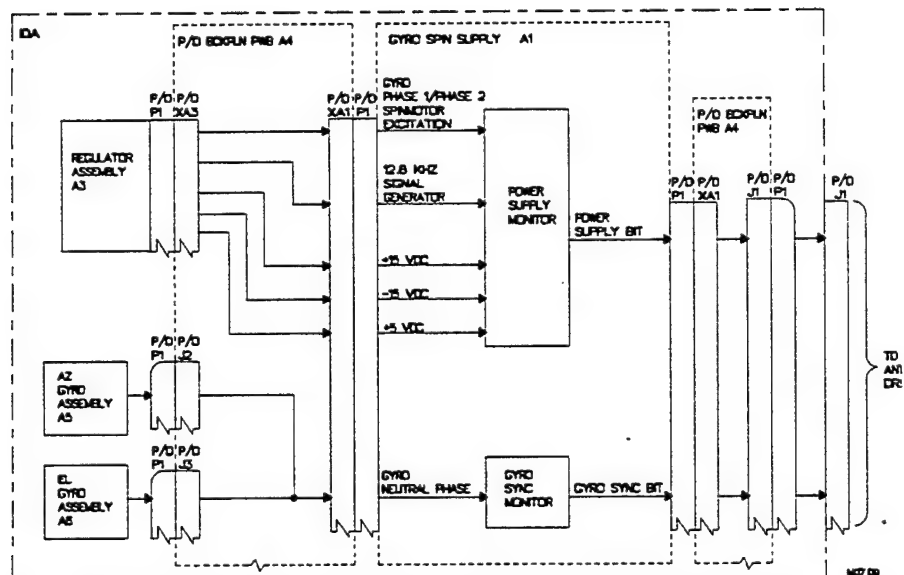 IDA
P/O BCKPLN PWB A4
GYRO SPIN SUPPLY A1
P/O P/O
P1 XA3
P/O P/O
XA1 P1
GYRO
PHASE 1/PHASE 2
SPINMOTOR
EXCITATION
P/O BCKPLN
PWB A4
REGULATOR
ASSEMBLY
A3
12.8 KHZ
SIGNAL
GENERATOR
POWER
SUPPLY
MONITOR
POWER
SUPPLY BIT
P/O P/O
P1 XA1
P/O P/O
J1 P1
P/O
J1
+15 VDC
-15 VDC
+5 VDC
P/O P/O
P1 J2
AZ
GYRO
ASSEMBLY
A5
TO
ANT
P/O P/O
P1 J3
EL
GYRO
ASSEMBLY
GYRO
NEUTRAL PHASE
GYRO
SYNC
MONITOR
GYRO SYNC BIT